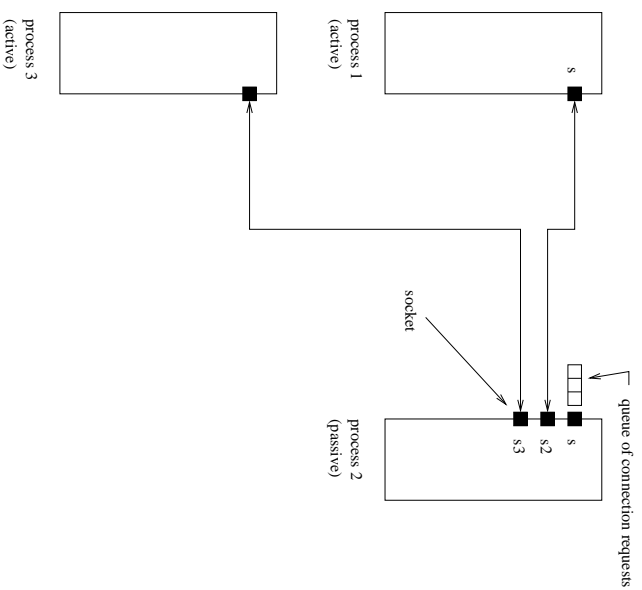 queue of connection requests
s
s
s2
s3
socket
process 1
(active)
process 2
(passive)
process 3
(active)